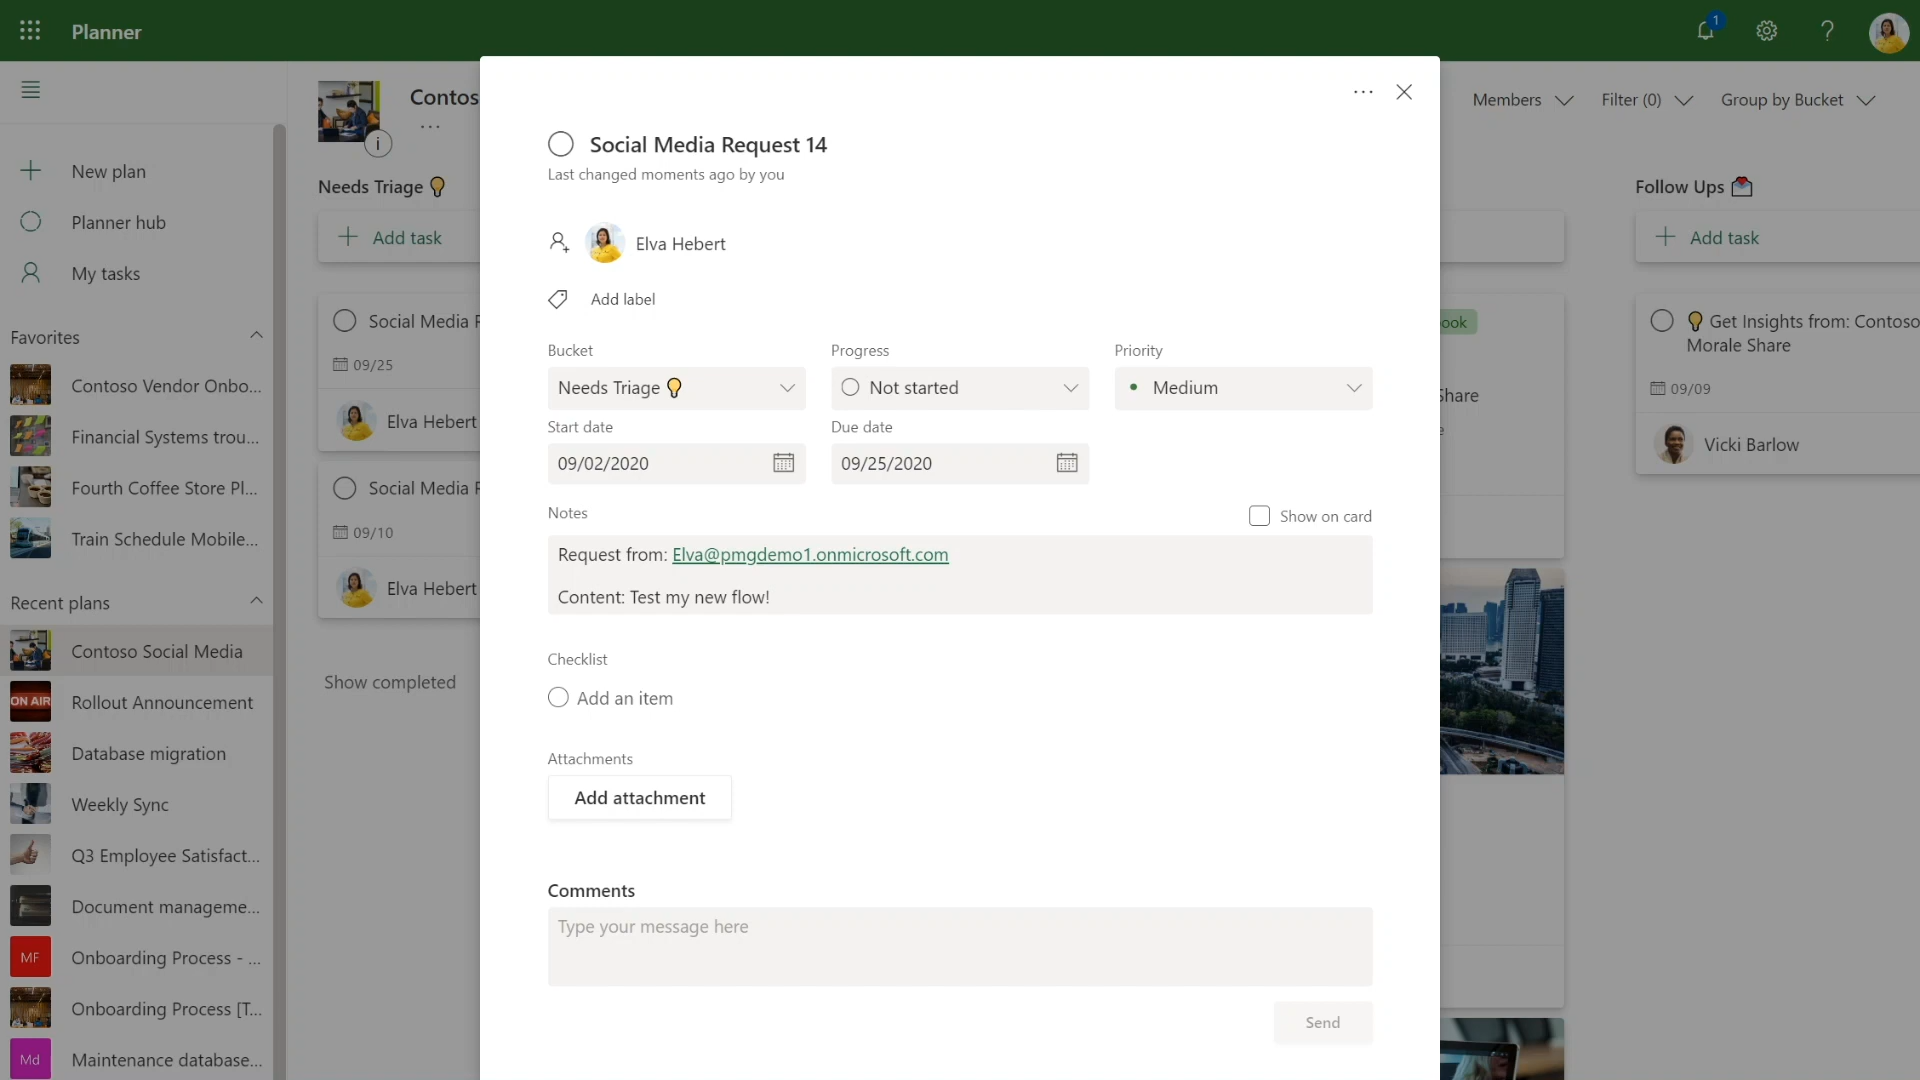 Planner
1
Contos
Members
Filter (0)
Group by Bucket
New plan
Planner hub
My tasks
Favorites
Contoso Vendor Onbo...
Financial Systems trou...
Fourth Coffee Store Pl...
Train Schedule Mobile...
Recent plans
Contoso Social Media
ON AIR
Rollout Announcement
Database migration
Weekly Sync
Q3 Employee Satisfact...
Document manageme...
MF
Onboarding Process - ...
Onboarding Process [T...
Md
Maintenance database...
Needs Triage
Add task
Social Media R
09/25
Elva Hebert
Social Media R
09/10
Elva Hebert
Show completed
Social Media Request 14
Last changed moments ago by you
Elva Hebert
Add label
Bucket
Progress
Priority
Needs Triage
Not started
Medium
Start date
Due date
09/02/2020
09/25/2020
Notes
Show on card
Request from: Elva@pmgdemo1.onmicrosoft.com
Content: Test my new flow!
Checklist
Add an item
Attachments
Add attachment
Comments
Type your message here
Send
ook
Share
e
Follow Ups
Add task
Get Insights from: Contoso
Morale Share
09/09
Vicki Barlow